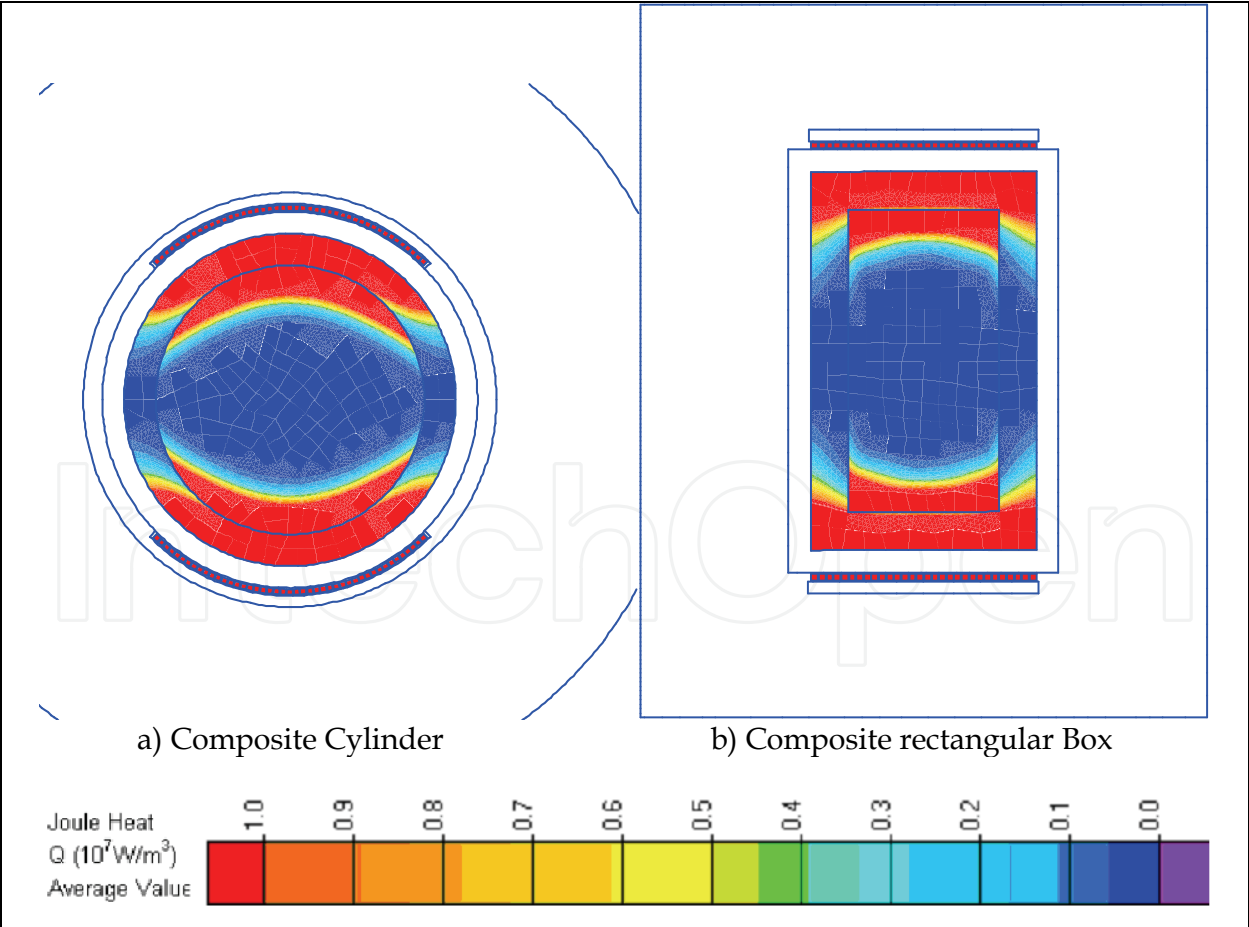 IntechOpen
a) Composite Cylinder
b) Composite rectangular Box
1.0 0.9 0.8 0.7 0.6 0.5 0.4 0.3 0.2 0.1 0.0
Joule Heat
Q (10⁷W/m³)
Average Value